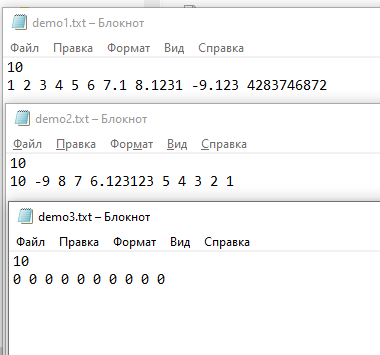 demo1.txt – Блокнот
Файл Правка Формат Вид Справка
10
1 2 3 4 5 6 7.1 8.1231 -9.123 4283746872
demo2.txt – Блокнот
Файл Правка Формат Вид Справка
10
10 -9 8 7 6.123123 5 4 3 2 1
demo3.txt – Блокнот
Файл Правка Формат Вид Справка
10
0 0 0 0 0 0 0 0 0 0